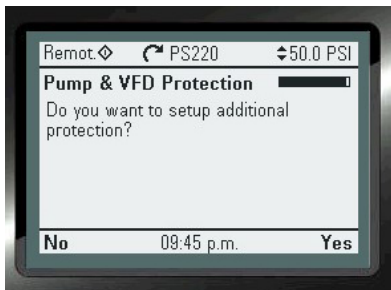 Remot. PS220 50.0 PSI
Pump & VFD Protection
Do you want to setup additional
protection?
No 09:45 p.m. Yes